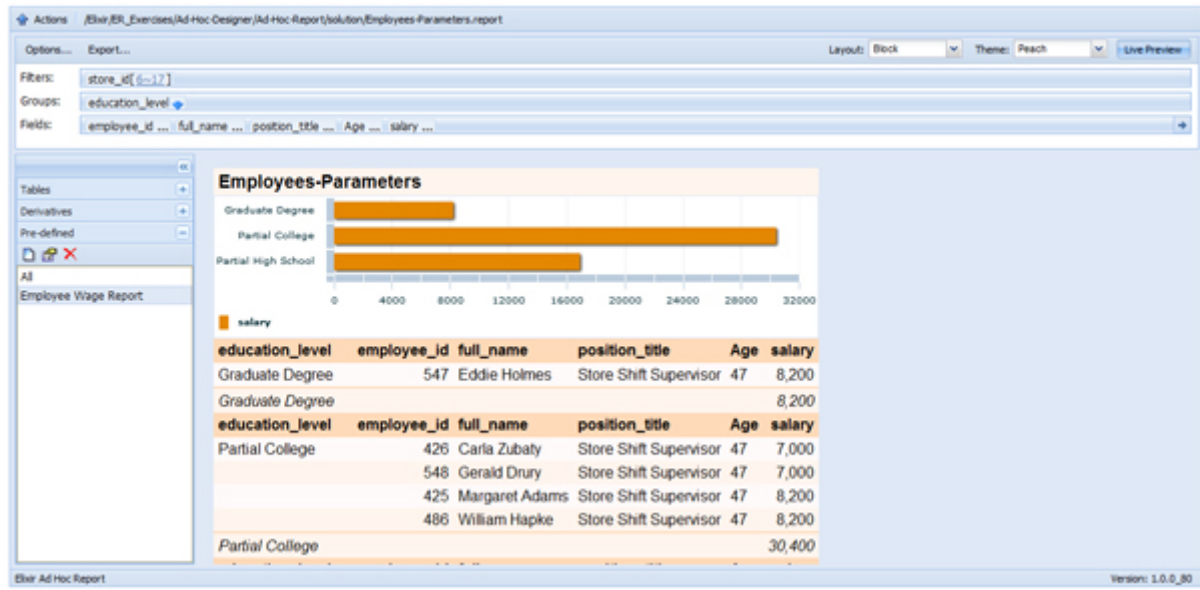 Actions /Elixir/ER_Exercises/Ad-Hoc-Designer/Ad-Hoc-Report/solution/Employees-Parameters.report
Options... Export... Layout: Block Theme: Peach Live Preview
Filters: store_id[6~17]
Groups: education_level
Fields: employee_id ... full_name ... position_title ... Age ... salary ...
Tables
Derivatives
Pre-defined
All
Employee Wage Report
Employees-Parameters
Graduate Degree
Partial College
Partial High School
0 4000 8000 12000 16000 20000 24000 28000 32000
salary
education_level employee_id full_name position_title Age salary
Graduate Degree 547 Eddie Holmes Store Shift Supervisor 47 8,200
Graduate Degree 8,200
education_level employee_id full_name position_title Age salary
Partial College 426 Carla Zubaty Store Shift Supervisor 47 7,000
548 Gerald Drury Store Shift Supervisor 47 7,000
425 Margaret Adams Store Shift Supervisor 47 8,200
486 William Hapke Store Shift Supervisor 47 8,200
Partial College 30,400
Elixir Ad Hoc Report Version: 1.0.0_80